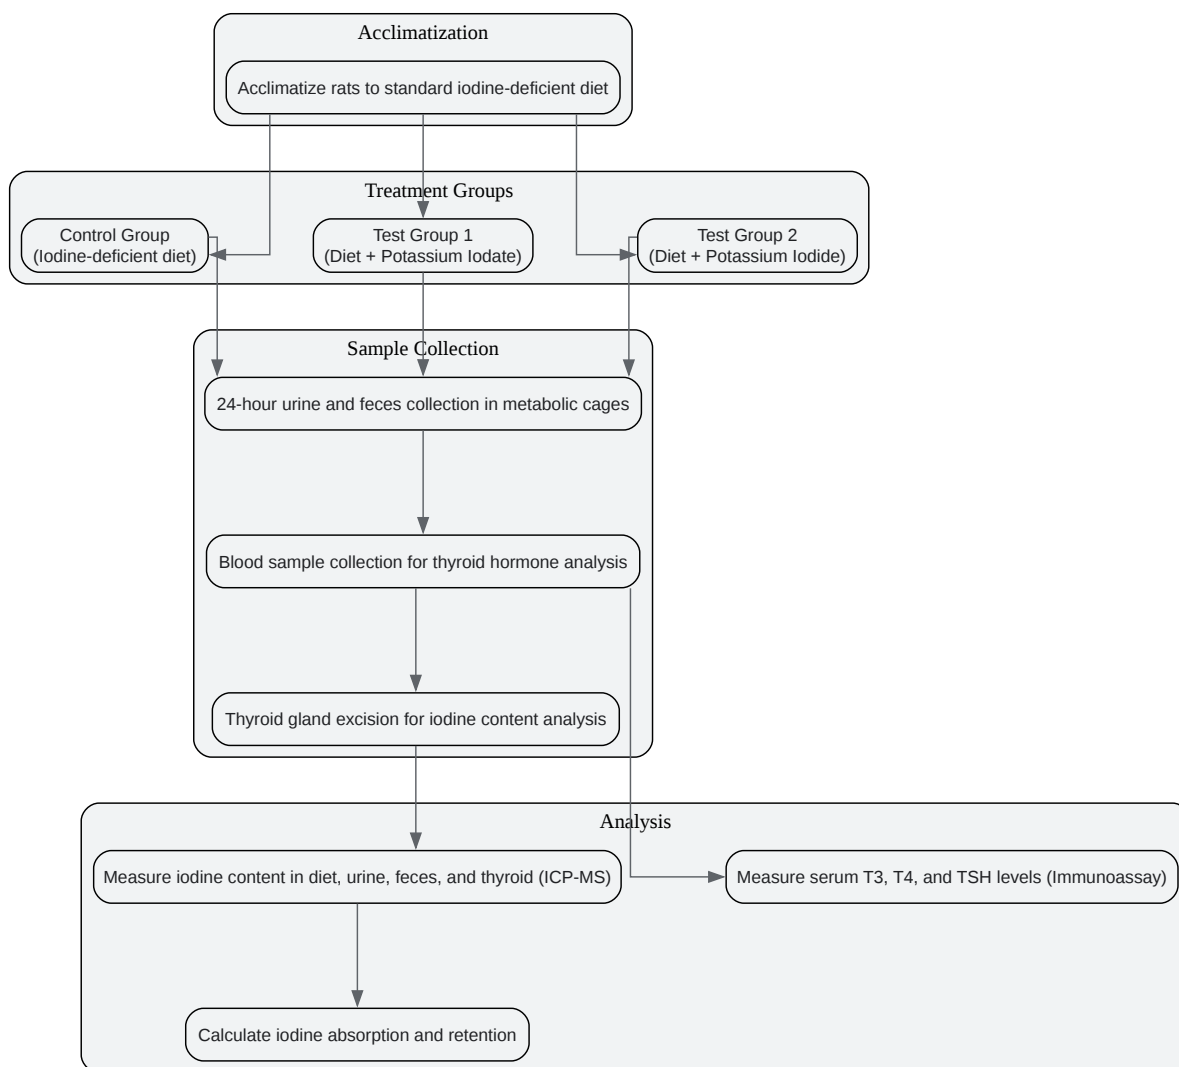 Acclimatization
Acclimatize rats to standard iodine-deficient diet
Treatment Groups
Control Group
(Iodine-deficient diet)
Test Group 1
(Diet + Potassium Iodate)
Test Group 2
(Diet + Potassium Iodide)
Sample Collection
24-hour urine and feces collection in metabolic cages
Blood sample collection for thyroid hormone analysis
Thyroid gland excision for iodine content analysis
Analysis
Measure iodine content in diet, urine, feces, and thyroid (ICP-MS)
Measure serum T3, T4, and TSH levels (Immunoassay)
Calculate iodine absorption and retention